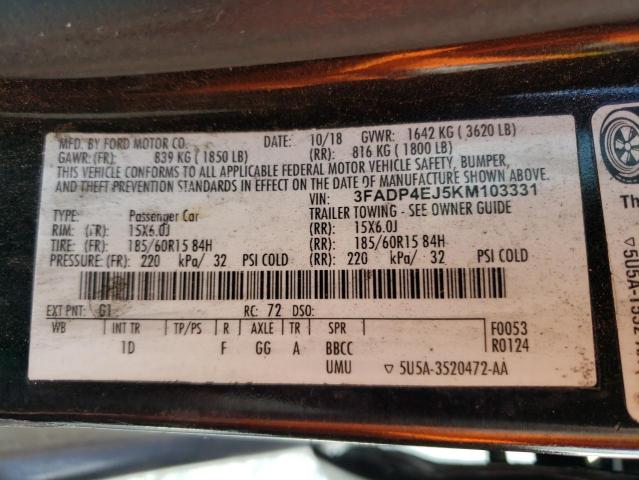 MFD. BY FORD MOTOR CO. DATE: 10/18 GVWR: 1642 KG ( 3620 LB)
GAWR: (FR): 839 KG ( 1850 LB) (RR): 816 KG ( 1800 LB)
THIS VEHICLE CONFORMS TO ALL APPLICABLE FEDERAL MOTOR VEHICLE SAFETY, BUMPER,
AND THEFT PREVENTION STANDARDS IN EFFECT ON THE DATE OF MANUFACTURE SHOWN ABOVE.
VIN: 3FADP4EJ5KM103331
TYPE: Passenger Car TRAILER TOWING - SEE OWNER GUIDE
RIM: (FR): 15X6.0J (RR): 15X6.0J
TIRE: (FR): 185/60R15 84H (RR): 185/60R15 84H
PRESSURE (FR): 220 kPa/ 32 PSI COLD (RR): 220 kPa/ 32 PSI COLD
EXT PNT: G1 RC: 72 DSO:
WB INT TR TP/PS R AXLE TR SPR F0053
1D F GG A BBCC R0124
UMU ▽ 5U5A-3520472-AA
Th
▽ 5U5A-